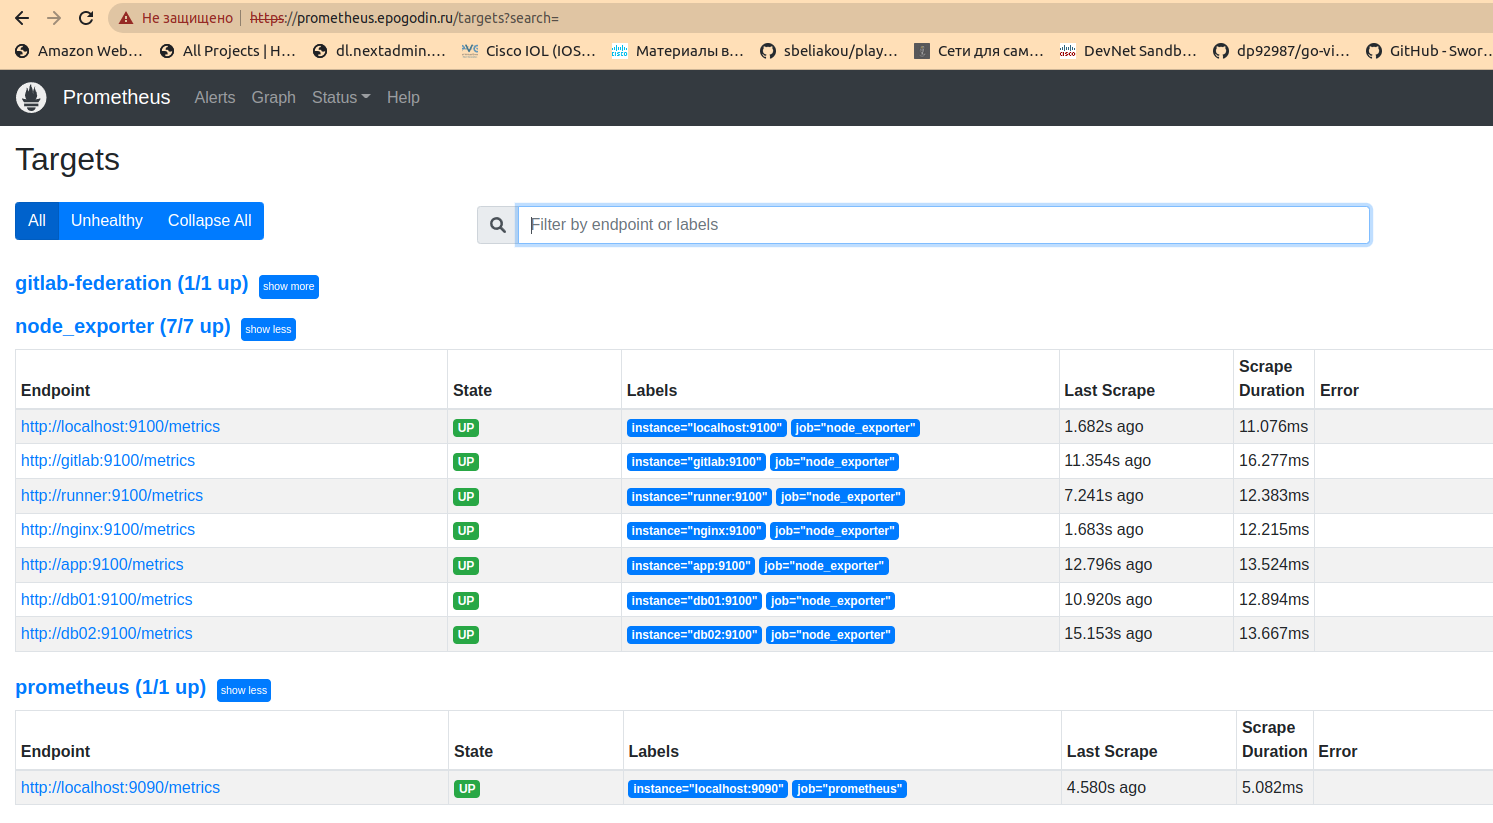 Не защищено https://prometheus.epogodin.ru/targets?search=
Amazon Web… All Projects | H… dl.nextadmin.… Cisco IOL (IOS… Материалы в… sbeliakou/play… Сети для сам… DevNet Sandb… dp92987/go-vi… GitHub - Swor…
Prometheus Alerts Graph Status Help
Targets
All Unhealthy Collapse All Filter by endpoint or labels
gitlab-federation (1/1 up) show more
node_exporter (7/7 up) show less
Endpoint State Labels Last Scrape Scrape Duration Error
http://localhost:9100/metrics UP instance="localhost:9100" job="node_exporter" 1.682s ago 11.076ms
http://gitlab:9100/metrics UP instance="gitlab:9100" job="node_exporter" 11.354s ago 16.277ms
http://runner:9100/metrics UP instance="runner:9100" job="node_exporter" 7.241s ago 12.383ms
http://nginx:9100/metrics UP instance="nginx:9100" job="node_exporter" 1.683s ago 12.215ms
http://app:9100/metrics UP instance="app:9100" job="node_exporter" 12.796s ago 13.524ms
http://db01:9100/metrics UP instance="db01:9100" job="node_exporter" 10.920s ago 12.894ms
http://db02:9100/metrics UP instance="db02:9100" job="node_exporter" 15.153s ago 13.667ms
prometheus (1/1 up) show less
Endpoint State Labels Last Scrape Scrape Duration Error
http://localhost:9090/metrics UP instance="localhost:9090" job="prometheus" 4.580s ago 5.082ms